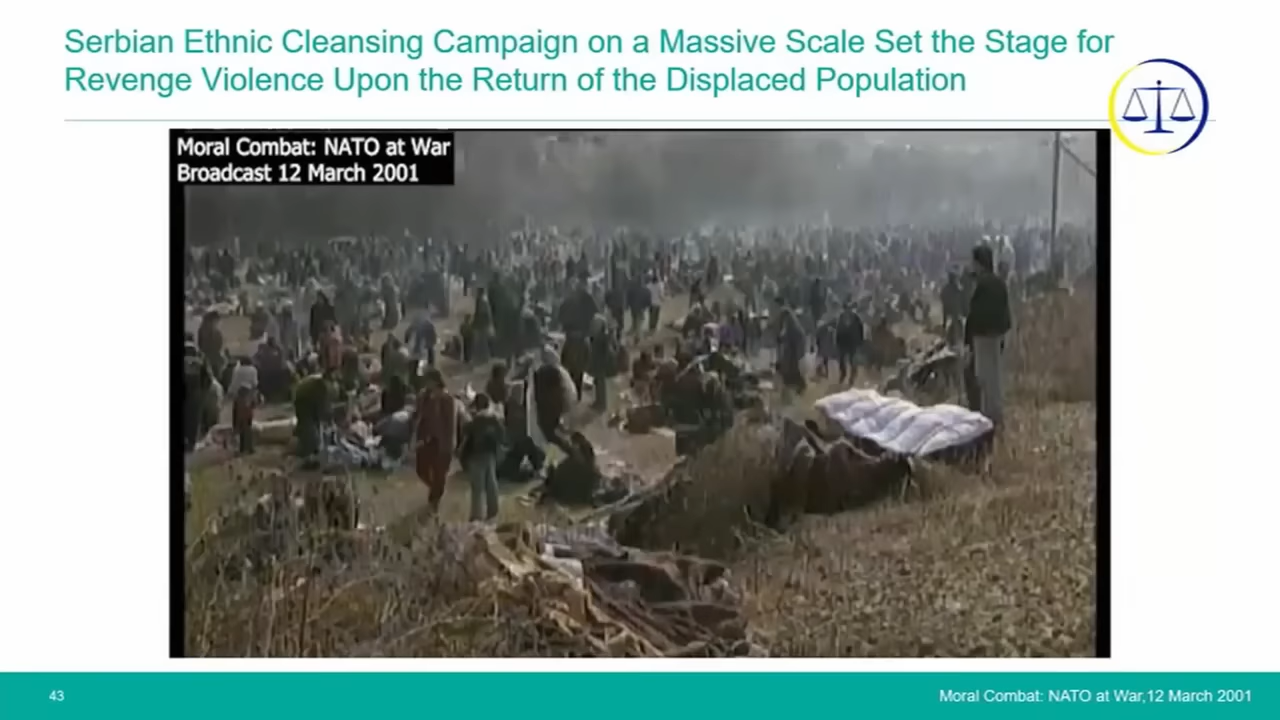 Serbian Ethnic Cleansing Campaign on a Massive Scale Set the Stage for
Revenge Violence Upon the Return of the Displaced Population
Moral Combat: NATO at War
Broadcast 12 March 2001
43
Moral Combat: NATO at War,12 March 2001